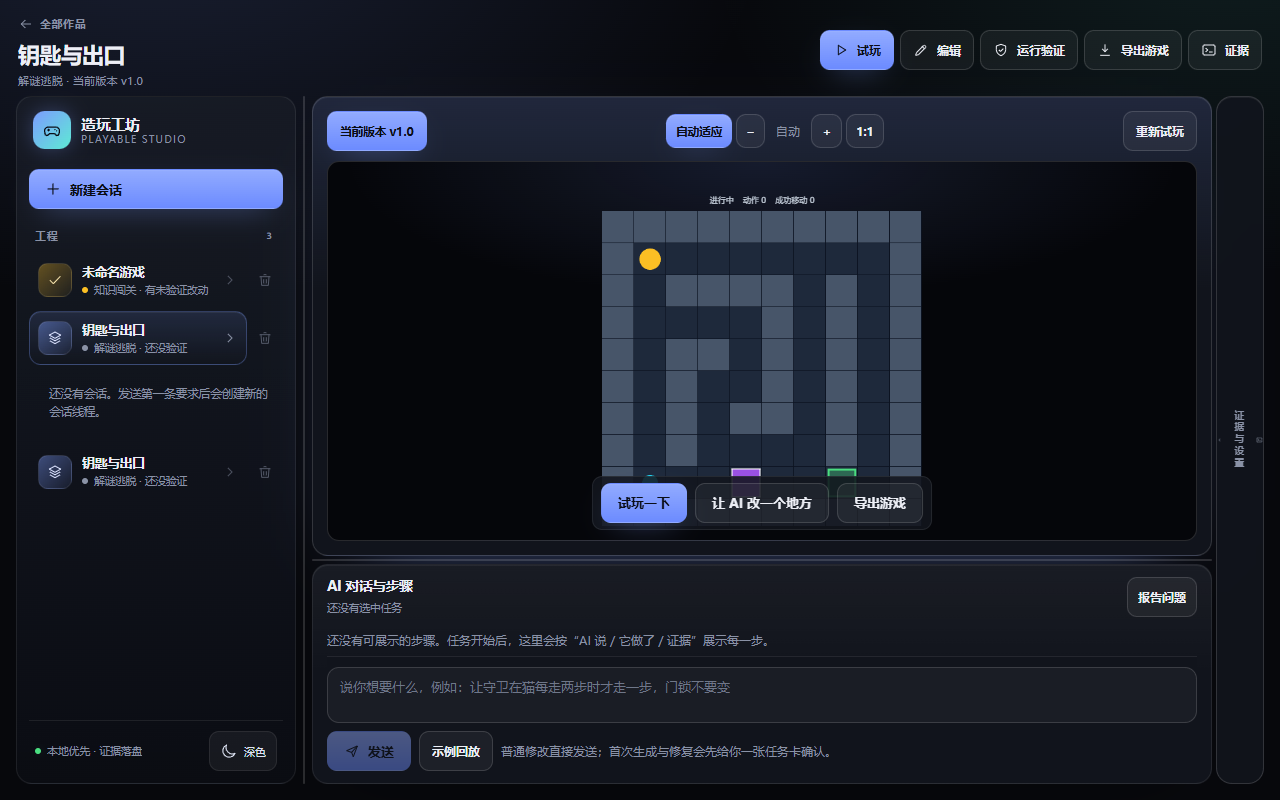 全部作品
钥匙与出口
解谜逃脱 · 当前版本 v1.0
试玩
编辑
运行验证
导出游戏
证据
造玩工坊
PLAYABLE STUDIO
新建会话
工程
3
未命名游戏
知识闯关 · 有未验证改动
钥匙与出口
解谜逃脱 · 还没验证
还没有会话。发送第一条要求后会创建新的
会话线程。
钥匙与出口
解谜逃脱 · 还没验证
本地优先 · 证据落盘
深色
当前版本 v1.0
自动适应
−
自动
+
1:1
重新试玩
进行中 动作 0 成功移动 0
试玩一下
让 AI 改一个地方
导出游戏
AI 对话与步骤
还没有选中任务
报告问题
还没有可展示的步骤。任务开始后，这里会按“AI 说 / 它做了 / 证据”展示每一步。
说你想要什么，例如：让守卫在猫每走两步时才走一步，门锁不要变
发送
示例回放
普通修改直接发送；首次生成与修复会先给你一张任务卡确认。
证据与设置